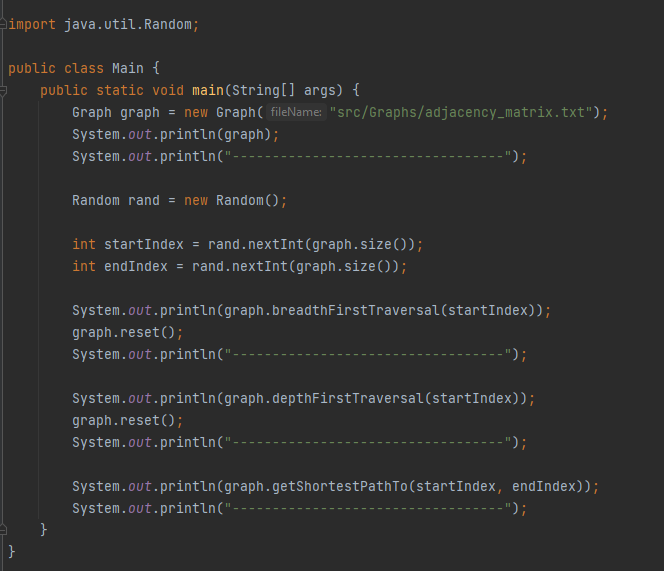 import java.util.Random;
public class Main {
public static void main(String[] args) {
Graph graph = new Graph( fileName: "src/Graphs/adjacency_matrix.txt");
System.out.println(graph);
System.out.println("----------------------------------");
Random rand = new Random();
int startIndex = rand.nextInt(graph.size());
int endIndex = rand.nextInt(graph.size());
System.out.println(graph.breadthFirstTraversal(startIndex));
graph.reset();
System.out.println("----------------------------------");
System.out.println(graph.depthFirstTraversal(startIndex));
graph.reset();
System.out.println("----------------------------------");
System.out.println(graph.getShortestPathTo(startIndex, endIndex));
System.out.println("----------------------------------");
}
}